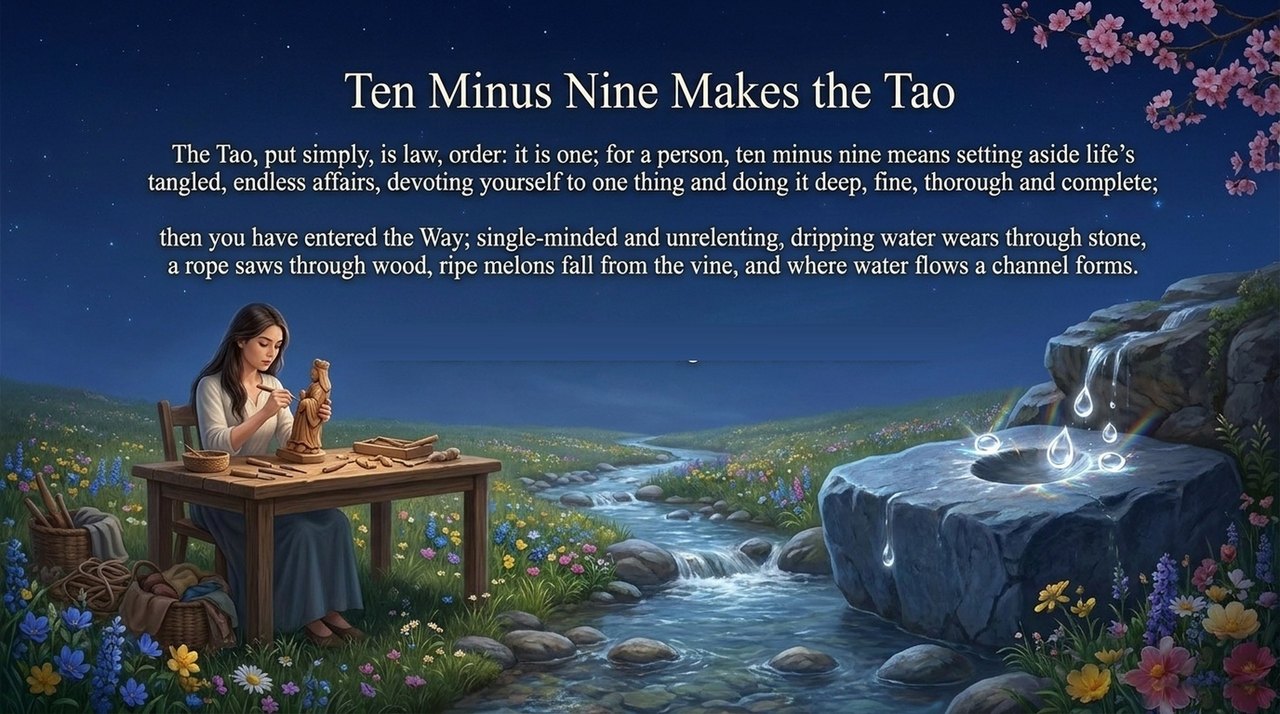 Ten Minus Nine Makes the Tao
The Tao, put simply, is law, order: it is one; for a person, ten minus nine means setting aside life’s
tangled, endless affairs, devoting yourself to one thing and doing it deep, fine, thorough and complete;
then you have entered the Way; single-minded and unrelenting, dripping water wears through stone,
a rope saws through wood, ripe melons fall from the vine, and where water flows a channel forms.